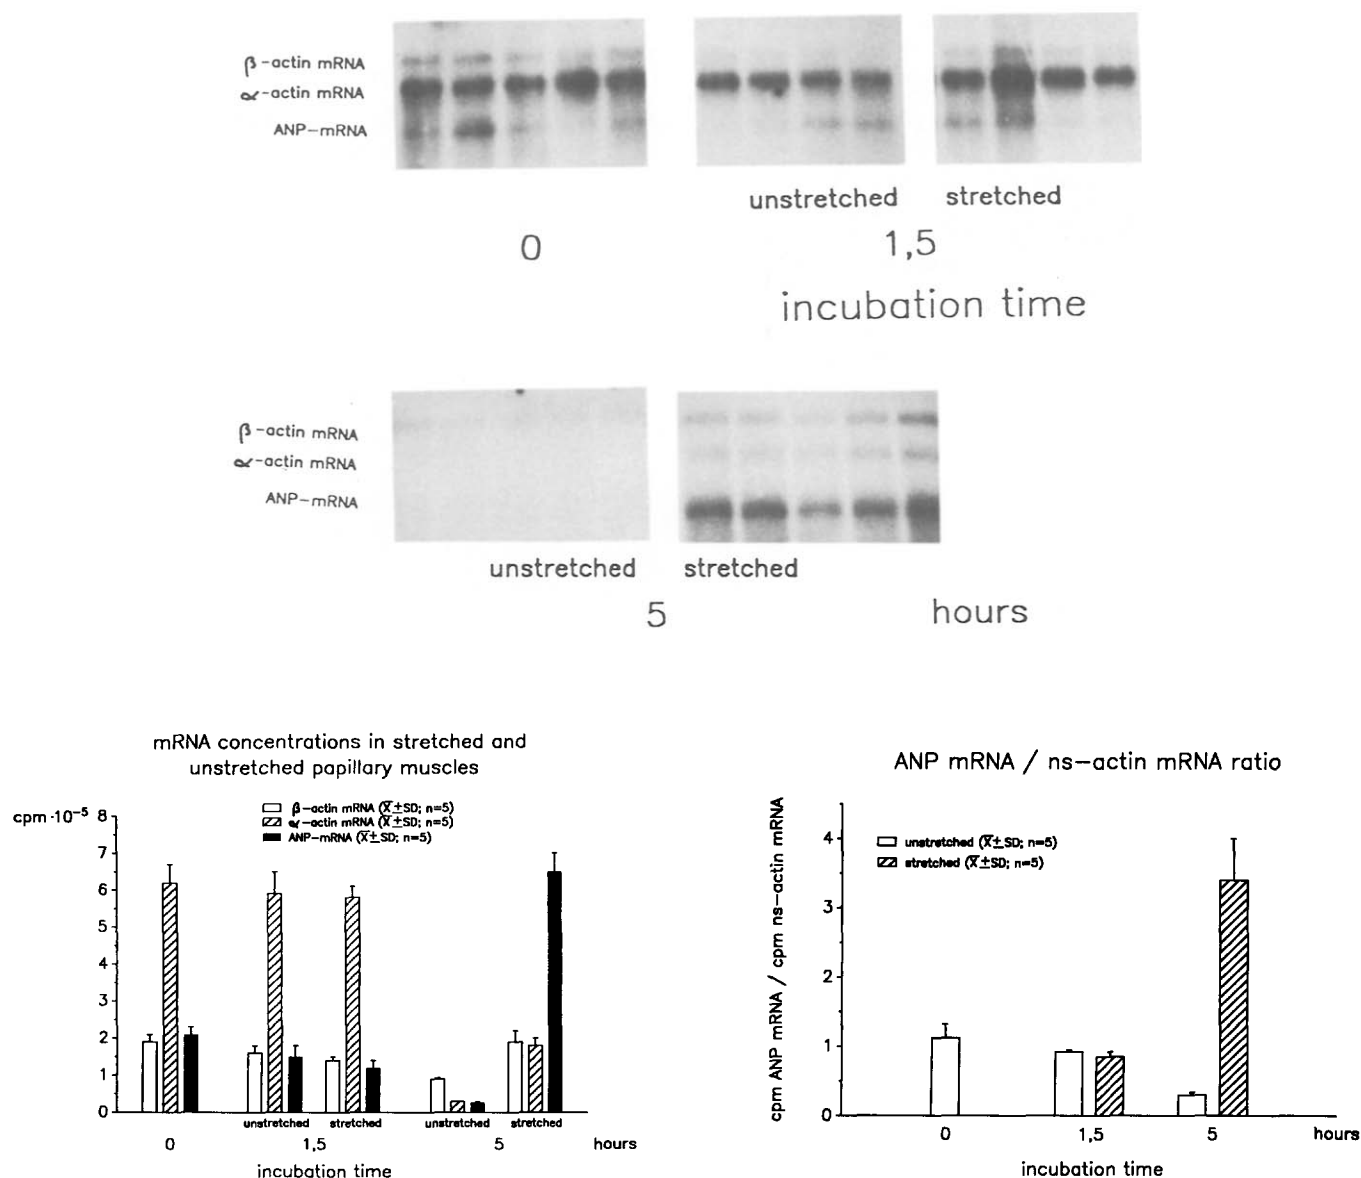 β-actin mRNA
α-actin mRNA
ANP-mRNA
unstretched stretched
0 1,5
incubation time
β-actin mRNA
α-actin mRNA
ANP-mRNA
unstretched stretched
5 hours
mRNA concentrations in stretched and
unstretched papillary muscles
cpm·10⁻⁵
8
7
6
5
4
3
2
1
0
β-actin mRNA (X̅±SD; n=5)
α-actin mRNA (X̅±SD; n=5)
ANP-mRNA (X̅±SD; n=5)
unstretched stretched unstretched stretched
0 1,5 5 hours
incubation time
ANP mRNA / ns-actin mRNA ratio
cpm ANP mRNA / cpm ns-actin mRNA
4
3
2
1
0
unstretched (X̅±SD; n=5)
stretched (X̅±SD; n=5)
0 1,5 5 hours
incubation time